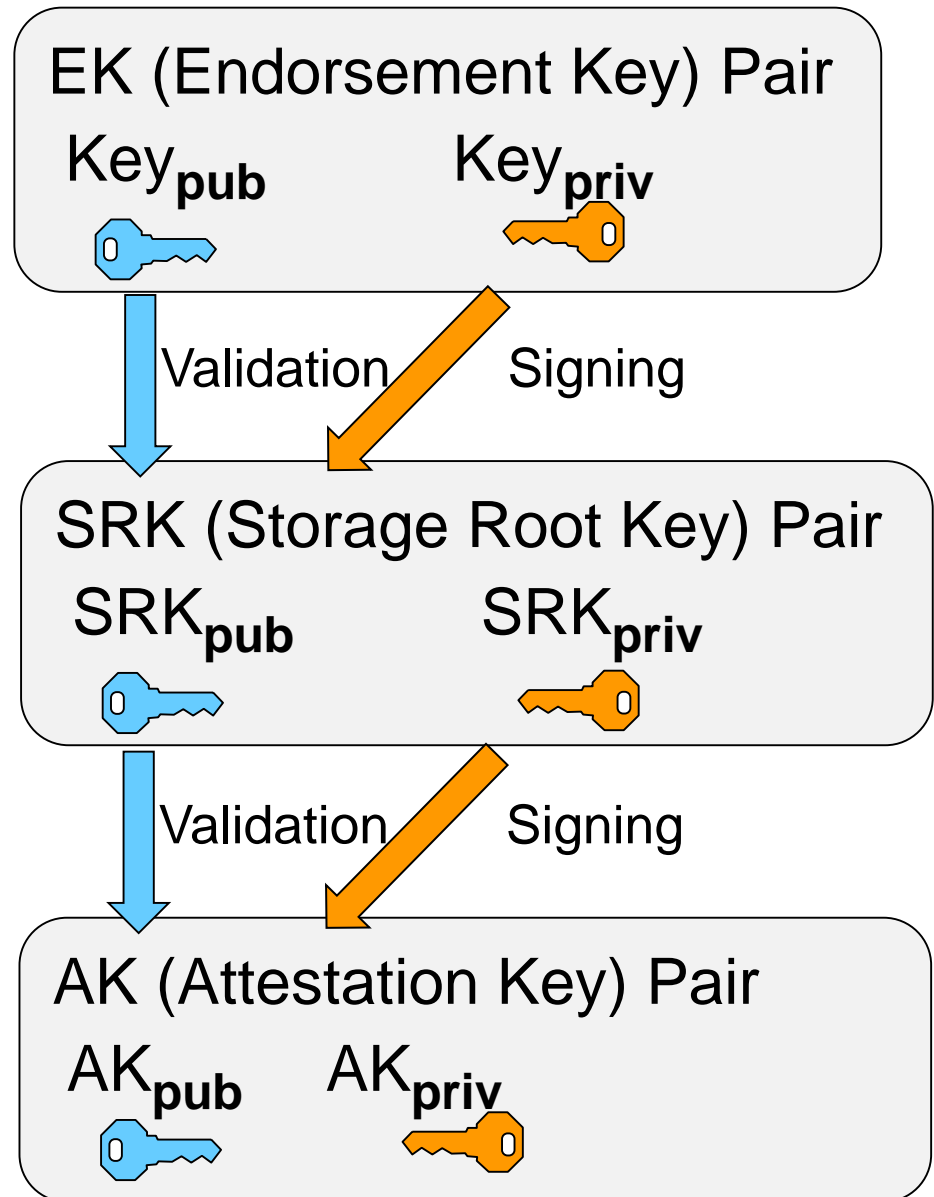 EK (Endorsement Key) Pair
Keypub Keypriv
Validation Signing
SRK (Storage Root Key) Pair
SRKpub SRKpriv
Validation Signing
AK (Attestation Key) Pair
AKpub AKpriv